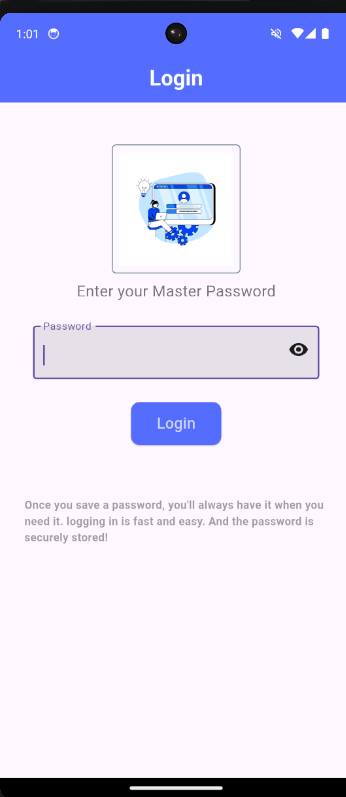 1:01
Login
Enter your Master Password
Password
Login
Once you save a password, you'll always have it when you
need it. logging in is fast and easy. And the password is
securely stored!